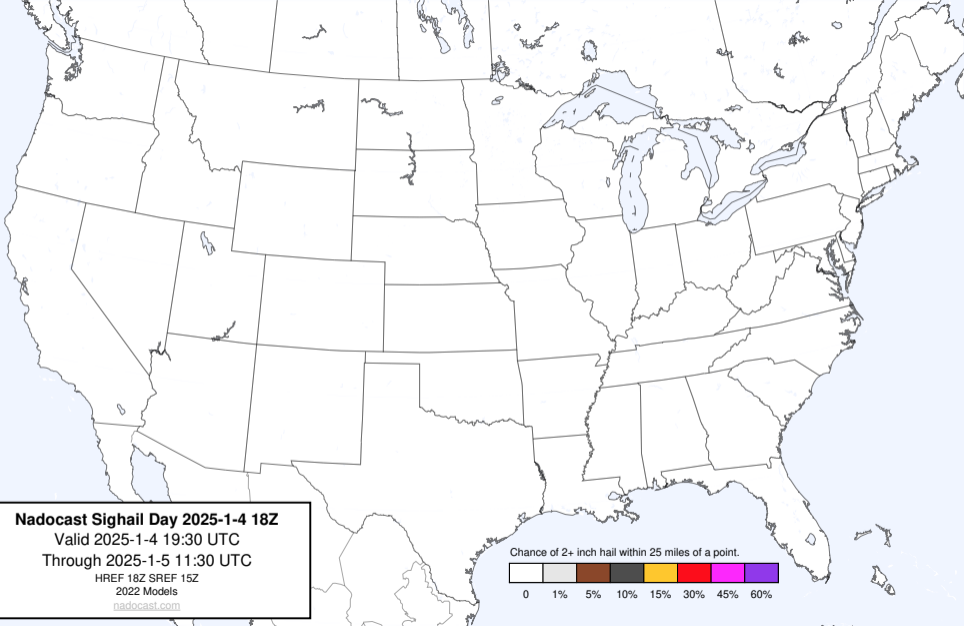 Nadocast Sighail Day 2025-1-4 18Z
Valid 2025-1-4 19:30 UTC
Through 2025-1-5 11:30 UTC
HREF 18Z SREF 15Z
2022 Models
nadocast.com
Chance of 2+ inch hail within 25 miles of a point.
0 1% 5% 10% 15% 30% 45% 60%